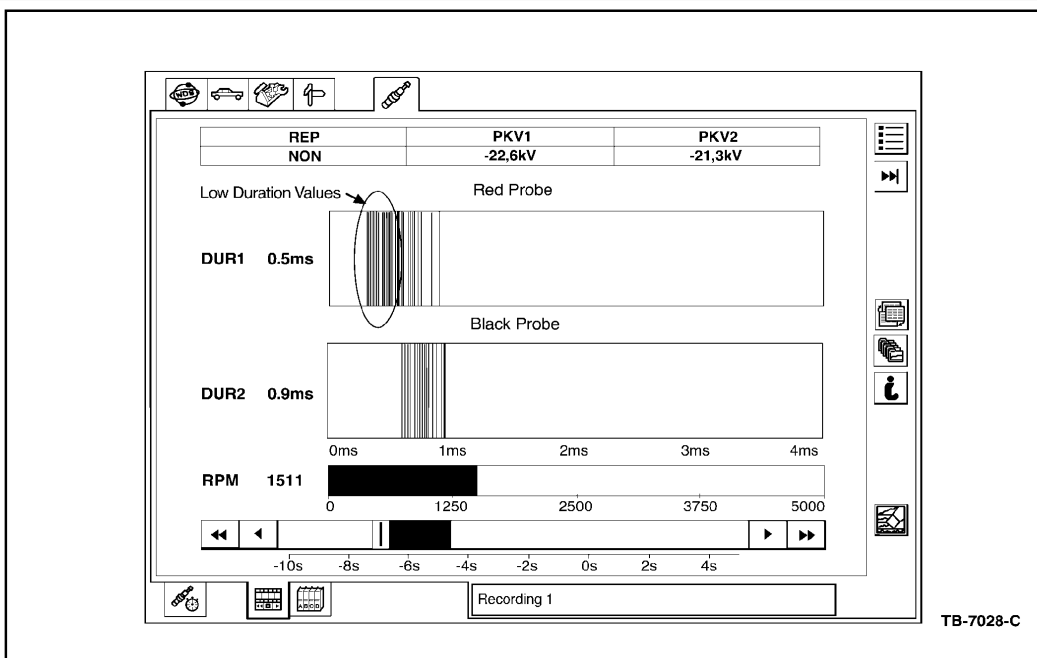 WDS
REP PKV1 PKV2
NON -22,6kV -21,3kV
Low Duration Values
Red Probe
DUR1 0.5ms
Black Probe
DUR2 0.9ms
0ms 1ms 2ms 3ms 4ms
RPM 1511
0 1250 2500 3750 5000
-10s -8s -6s -4s -2s 0s 2s 4s
A B C D
Recording 1
TB-7028-C